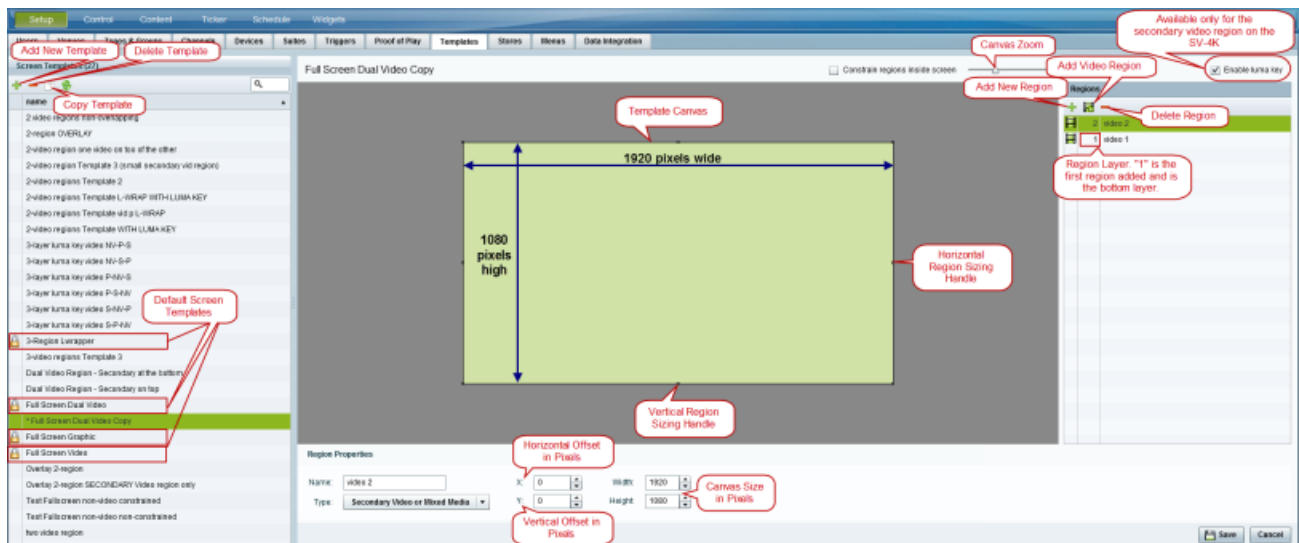 Setup Control Content Ticker Schedule Widgets
Available only for the
secondary video region on the
SV-4K
Devices Suites Triggers Proof of Play Templates Stores Menus Data Integration
Add New Template
Delete Template
Canvas Zoom
Screen Templates (27)
Full Screen Dual Video Copy
Constrain regions inside screen
Add Video Region
Enable luma key
Add New Region
Regions
Copy Template
name
Delete Region
2 video 2
1 video 1
Region Layer. "1" is the
first region added and is
the bottom layer.
Template Canvas
1920 pixels wide
1080
pixels
high
Horizontal
Region Sizing
Handle
Vertical Region
Sizing Handle
2 video regions non-overlapping
2-region OVERLAY
2-video region one video on top of the other
2-video region Template 3 (small secondary vid region)
2-video regions Template 2
2-video regions Template L-WRAP WITH LUMA KEY
2-video regions Template vid p L-WRAP
2-video regions Template WITH LUMA KEY
3-layer luma key video NV-P-S
3-layer luma key video NV-S-P
3-layer luma key video P-NV-S
3-layer luma key video P-S-NV
3-layer luma key video S-NV-P
3-layer luma key video S-P-NV
Default Screen
Templates
3-Region Lwrapper
3-video regions Template 3
Dual Video Region - Secondary at the bottom
Dual Video Region - Secondary on top
Full Screen Dual Video
* Full Screen Dual Video Copy
Full Screen Graphic
Full Screen Video
Overlay 2-region
Overlay 2-region SECONDARY Video region only
Test Fullscreen non-video constrained
Test Fullscreen non-video non-constrained
two video region
Region Properties
Horizontal Offset
in Pixels
Name: video 2
X: 0
Width: 1920
Type: Secondary Video or Mixed Media
Y: 0
Height: 1080
Canvas Size
in Pixels
Vertical Offset in
Pixels
Save Cancel